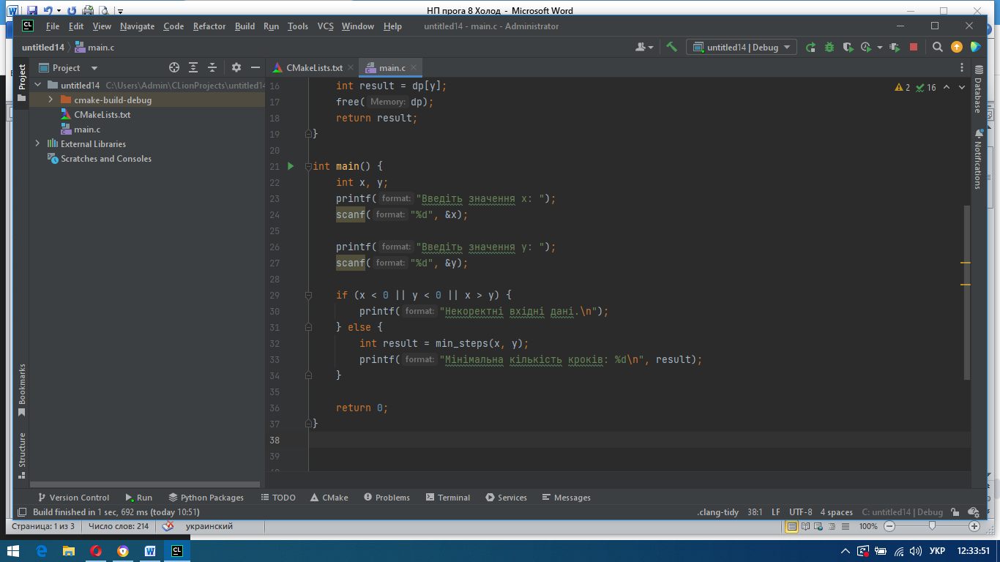 НП прога 8 Холод - Microsoft Word
File Edit View Navigate Code Refactor Build Run Tools VCS Window Help untitled14 - main.c - Administrator
untitled14 main.c untitled14 | Debug
Project CMakeLists.txt main.c
Project
untitled14 C:\Users\Admin\CLionProjects\untitled14
cmake-build-debug
CMakeLists.txt
main.c
External Libraries
Scratches and Consoles
Bookmarks
Structure
2 16
16 int result = dp[y];
17 free( Memory: dp);
18 return result;
19 }
20
21 int main() {
22 int x, y;
23 printf( format: "Введіть значення x: ");
24 scanf( format: "%d", &x);
25
26 printf( format: "Введіть значення y: ");
27 scanf( format: "%d", &y);
28
29 if (x < 0 || y < 0 || x > y) {
30 printf( format: "Некоректні вхідні дані.\n");
31 } else {
32 int result = min_steps(x, y);
33 printf( format: "Мінімальна кількість кроків: %d\n", result);
34 }
35
36 return 0;
37 }
38
39
Database
Notifications
Version Control Run Python Packages TODO CMake Problems Terminal Services Messages
Build finished in 1 sec, 692 ms (today 10:51) .clang-tidy 38:1 LF UTF-8 4 spaces C: untitled14 | Debug
Страница: 1 из 3 Число слов: 214 украинский 100%
УКР 12:33:51